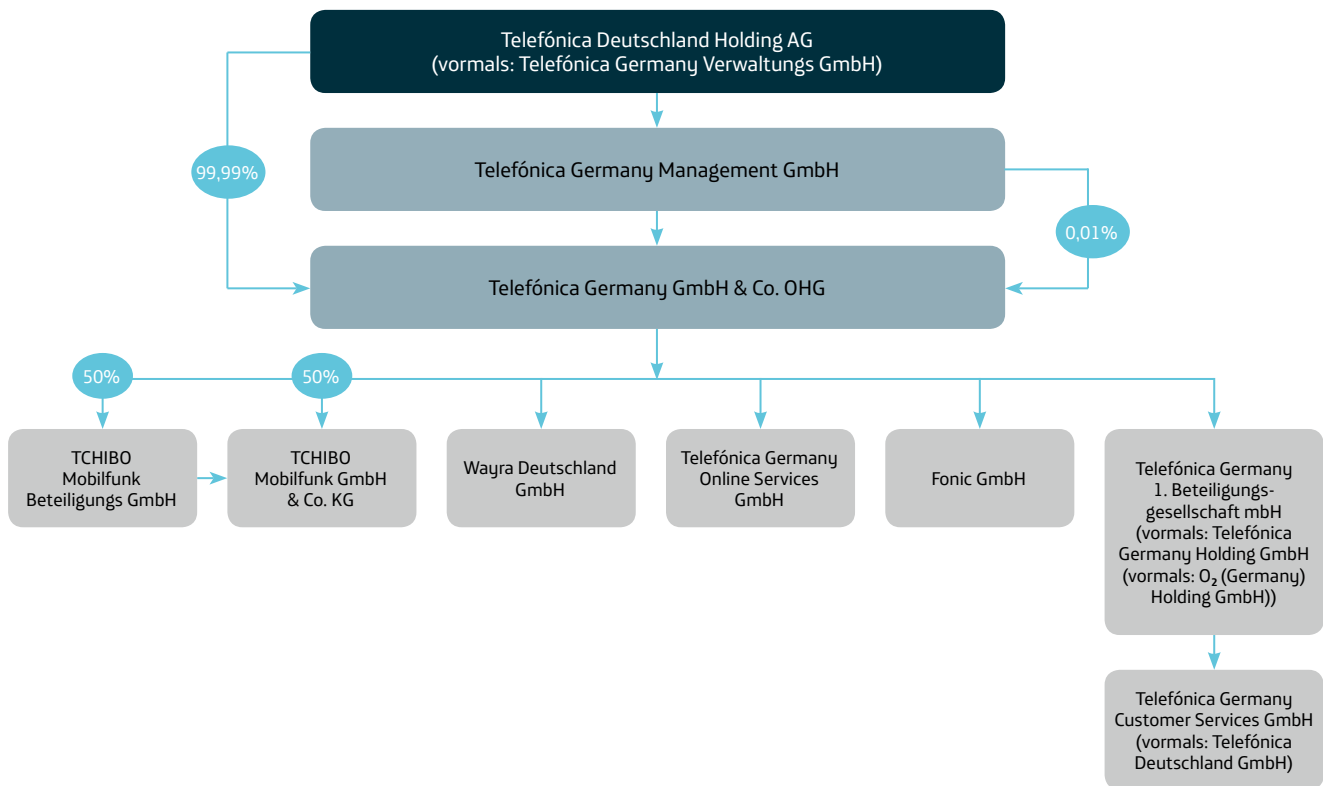 Telefónica Deutschland Holding AG
(vormals: Telefónica Germany Verwaltungs GmbH)
99,99%
Telefónica Germany Management GmbH
0,01%
Telefónica Germany GmbH & Co. OHG
50%
50%
TCHIBO
Mobilfunk
Beteiligungs GmbH
TCHIBO
Mobilfunk GmbH
& Co. KG
Wayra Deutschland
GmbH
Telefónica Germany
Online Services
GmbH
Fonic GmbH
Telefónica Germany
1. Beteiligungs-
gesellschaft mbH
(vormals: Telefónica
Germany Holding GmbH
(vormals: O₂ (Germany)
Holding GmbH))
Telefónica Germany
Customer Services GmbH
(vormals: Telefónica
Deutschland GmbH)